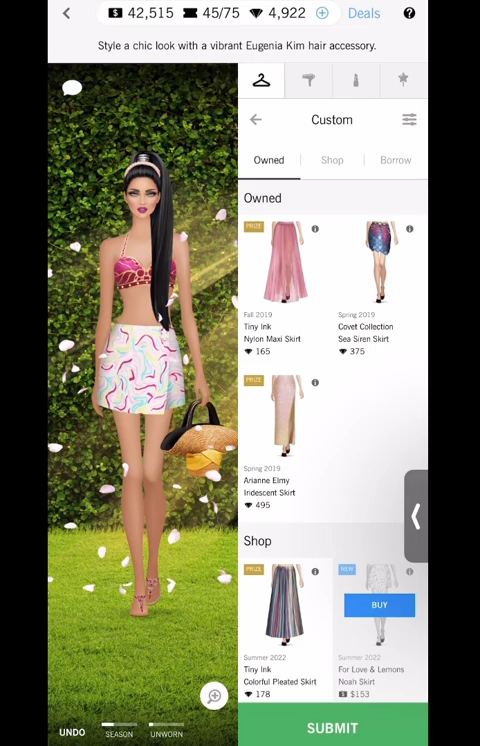 42,515 45/75 4,922 Deals ?
Style a chic look with a vibrant Eugenia Kim hair accessory.
Custom
Owned Shop Borrow
Owned
PRIZE
Fall 2019
Tiny Ink
Nylon Maxi Skirt
165
Spring 2019
Covet Collection
Sea Siren Skirt
375
PRIZE
Spring 2019
Arianne Elmy
Iridescent Skirt
495
Shop
PRIZE
Summer 2022
Tiny Ink
Colorful Pleated Skirt
178
NEW
BUY
Summer 2022
For Love & Lemons
Noah Skirt
$153
UNDO SEASON UNWORN
SUBMIT